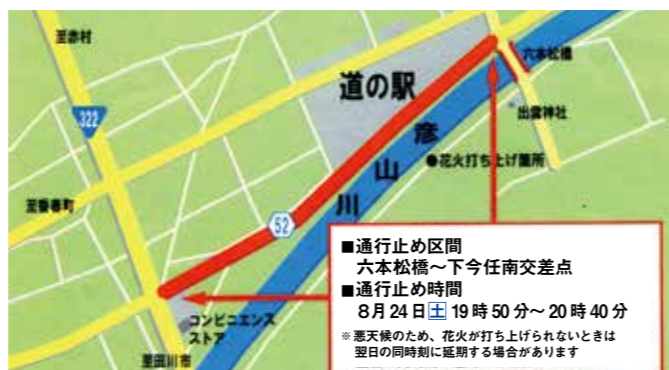 至赤村
六本松橋
322
道の駅
出雲神社
彦山川
●花火打ち上げ箇所
至香春町
52
コンビニエンス
ストア
至田川市
■通行止め区間
六本松橋～下今任南交差点
■通行止め時間
8月24日土 19時50分～20時40分
※悪天候のため、花火が打ち上げられないときは
翌日の同時刻に延期する場合があります